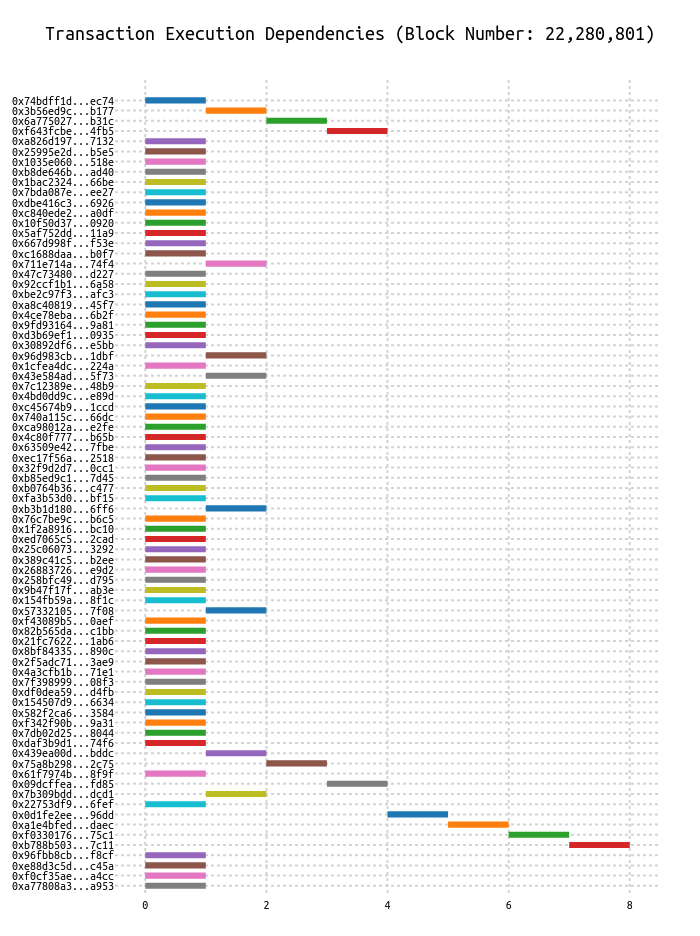 Transaction Execution Dependencies (Block Number: 22,280,801)
0x74bdff1d...ec74
0x3b56ed9c...b177
0x6a775027...b31c
0xf643fcbe...4fb5
0xa826d197...7132
0x25995e2d...b5e5
0x1035e060...518e
0xb8de646b...ad40
0x1bac2324...66be
0x7bda087e...ee27
0xdbe416c3...6926
0xc840ede2...a0df
0x10f50d37...0920
0x5af752dd...11a9
0x667d998f...f53e
0xc1688daa...b0f7
0x711e714a...74f4
0x47c73480...d227
0x92ccf1b1...6a58
0xbe2c97f3...afc3
0xa8c40819...45f7
0x4ce78eba...6b2f
0x9fd93164...9a81
0xd3b69ef1...0935
0x30892df6...e5bb
0x96d983cb...1dbf
0x1cfea4dc...224a
0x43e584ad...5f73
0x7c12389e...48b9
0x4bd0dd9c...e89d
0xc45674b9...1ccd
0x740a115c...66dc
0xca98012a...e2fe
0x4c80f777...b65b
0x63509e42...7fbe
0xec17f56a...2518
0x32f9d2d7...0cc1
0xb85ed9c1...7d45
0xb0764b36...c477
0xfa3b53d0...bf15
0xb3b1d180...6ff6
0x76c7be9c...b6c5
0x1f2a8916...bc10
0xed7065c5...2cad
0x25c06073...3292
0x389c41c5...b2ee
0x26883726...e9d2
0x258bfc49...d795
0x9b47f17f...ab3e
0x154fb59a...8f1c
0x57332105...7f08
0xf43089b5...0aef
0x82b565da...c1bb
0x21fc7622...1ab6
0x8bf84335...890c
0x2f5adc71...3ae9
0x4a3cfb1b...71e1
0x7f398999...08f3
0xdf0dea59...d4fb
0x154507d9...6634
0x582f2ca6...3584
0xf342f90b...9a31
0x7db02d25...8044
0xdaf3b9d1...74f6
0x439ea00d...bddc
0x75a8b298...2c75
0x61f7974b...8f9f
0x09dcffea...fd85
0x7b309bdd...dcd1
0x22753df9...6fef
0x0d1fe2ee...96dd
0xa1e4bfed...daec
0xf0330176...75c1
0xb788b503...7c11
0x96fbb8cb...f8cf
0xe88d3c5d...c45a
0xf0cf35ae...a4cc
0xa77808a3...a953
0 2 4 6 8